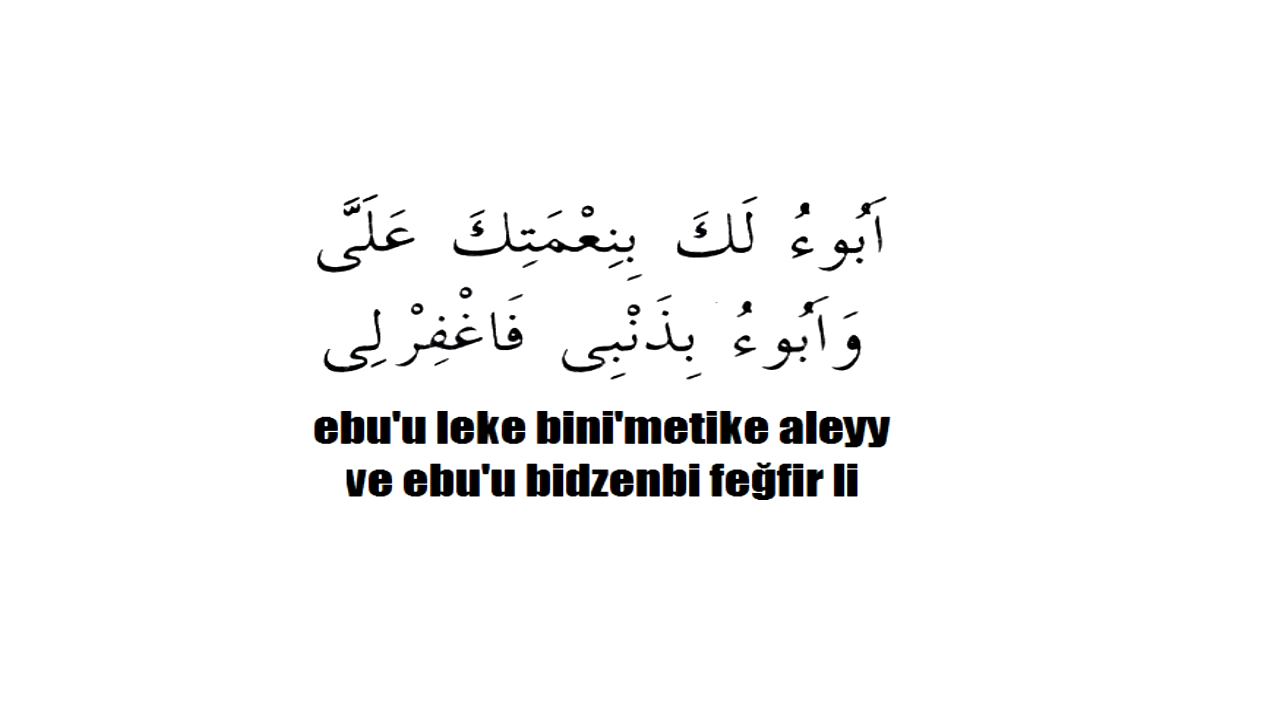 اَبُوءُ لَكَ بِنِعْمَتِكَ عَلَىَّ
وَاَبُوءُ بِذَنْبِى فَاغْفِرْ لِى
ebu'u leke bini'metike aleyy
ve ebu'u bidzenbi feğfir li